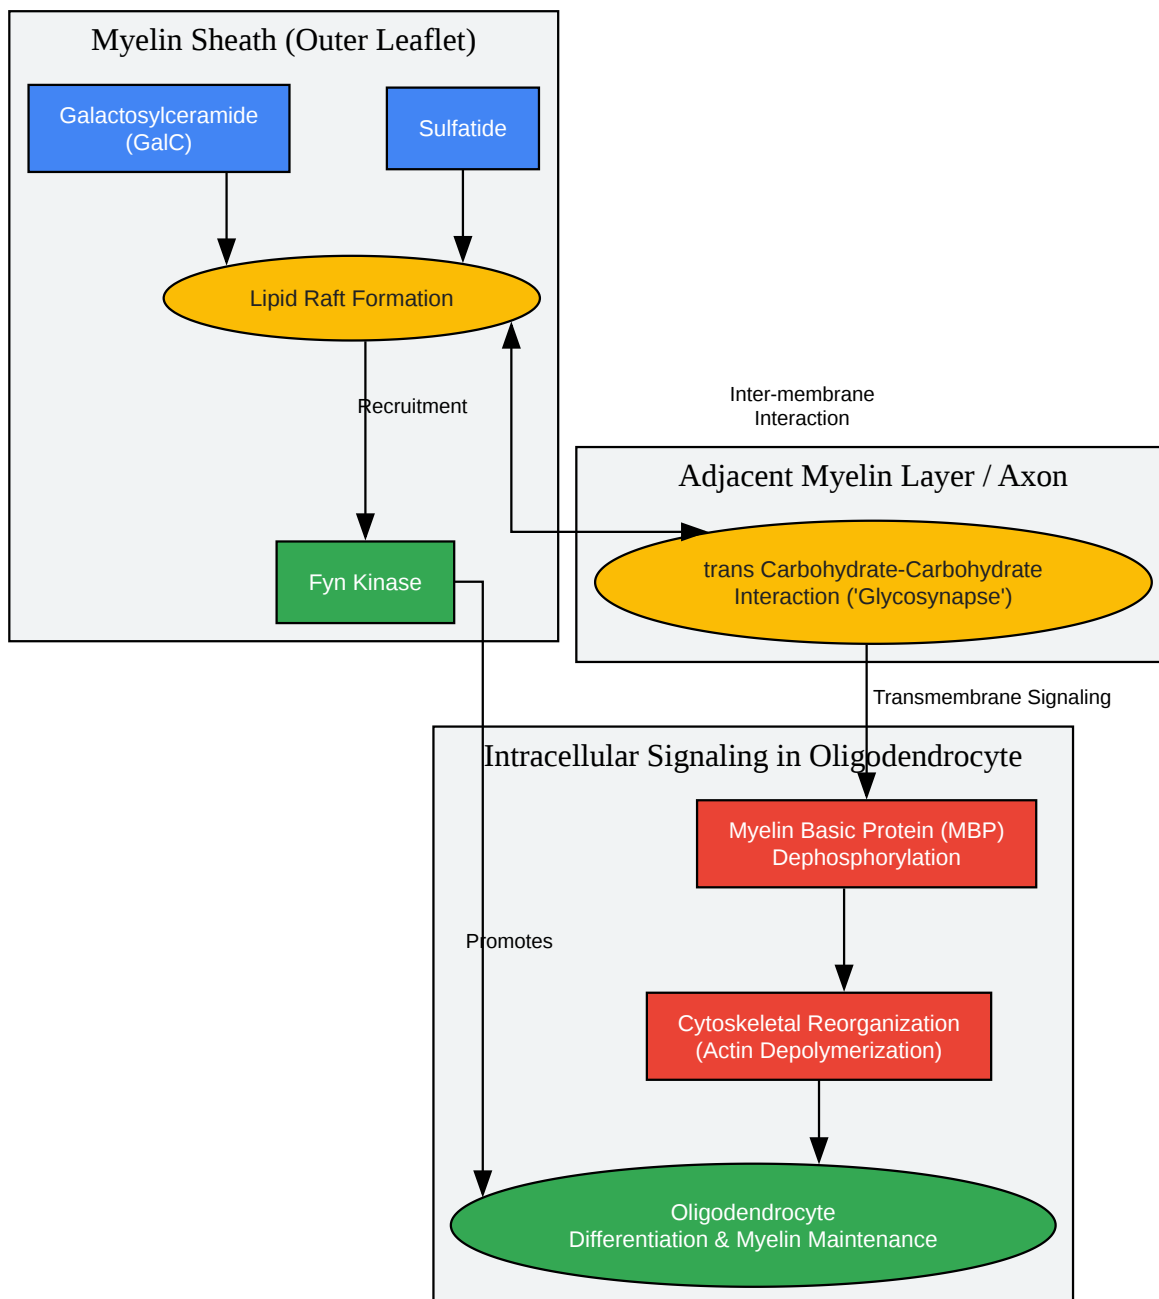 Myelin Sheath (Outer Leaflet)
Galactosylceramide
(GalC)
Sulfatide
Lipid Raft Formation
Recruitment
Inter-membrane
Interaction
Adjacent Myelin Layer / Axon
trans Carbohydrate-Carbohydrate
Interaction ('Glycosynapse')
Fyn Kinase
Transmembrane Signaling
Intracellular Signaling in Oligodendrocyte
Myelin Basic Protein (MBP)
Dephosphorylation
Promotes
Cytoskeletal Reorganization
(Actin Depolymerization)
Oligodendrocyte
Differentiation & Myelin Maintenance